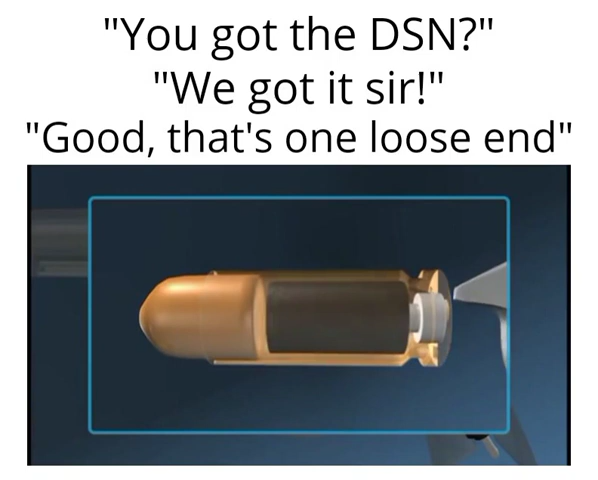 "You got the DSN?"
"We got it sir!"
"Good, that's one loose end"